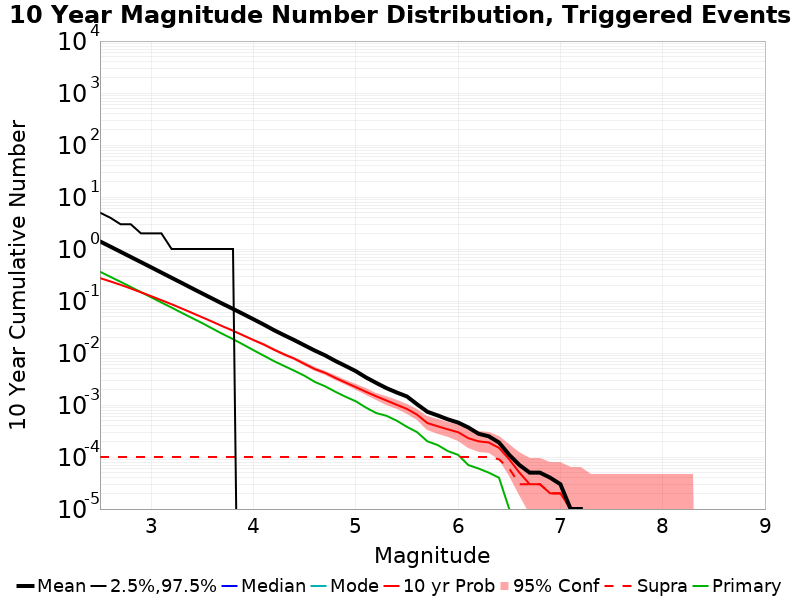 10 Year Magnitude Number Distribution, Triggered Events
10^4
10^3
10^2
10^1
10^0
10^-1
10^-2
10^-3
10^-4
10^-5
10 Year Cumulative Number
3 4 5 6 7 8 9
Magnitude
Mean 2.5%,97.5% Median Mode 10 yr Prob 95% Conf Supra Primary